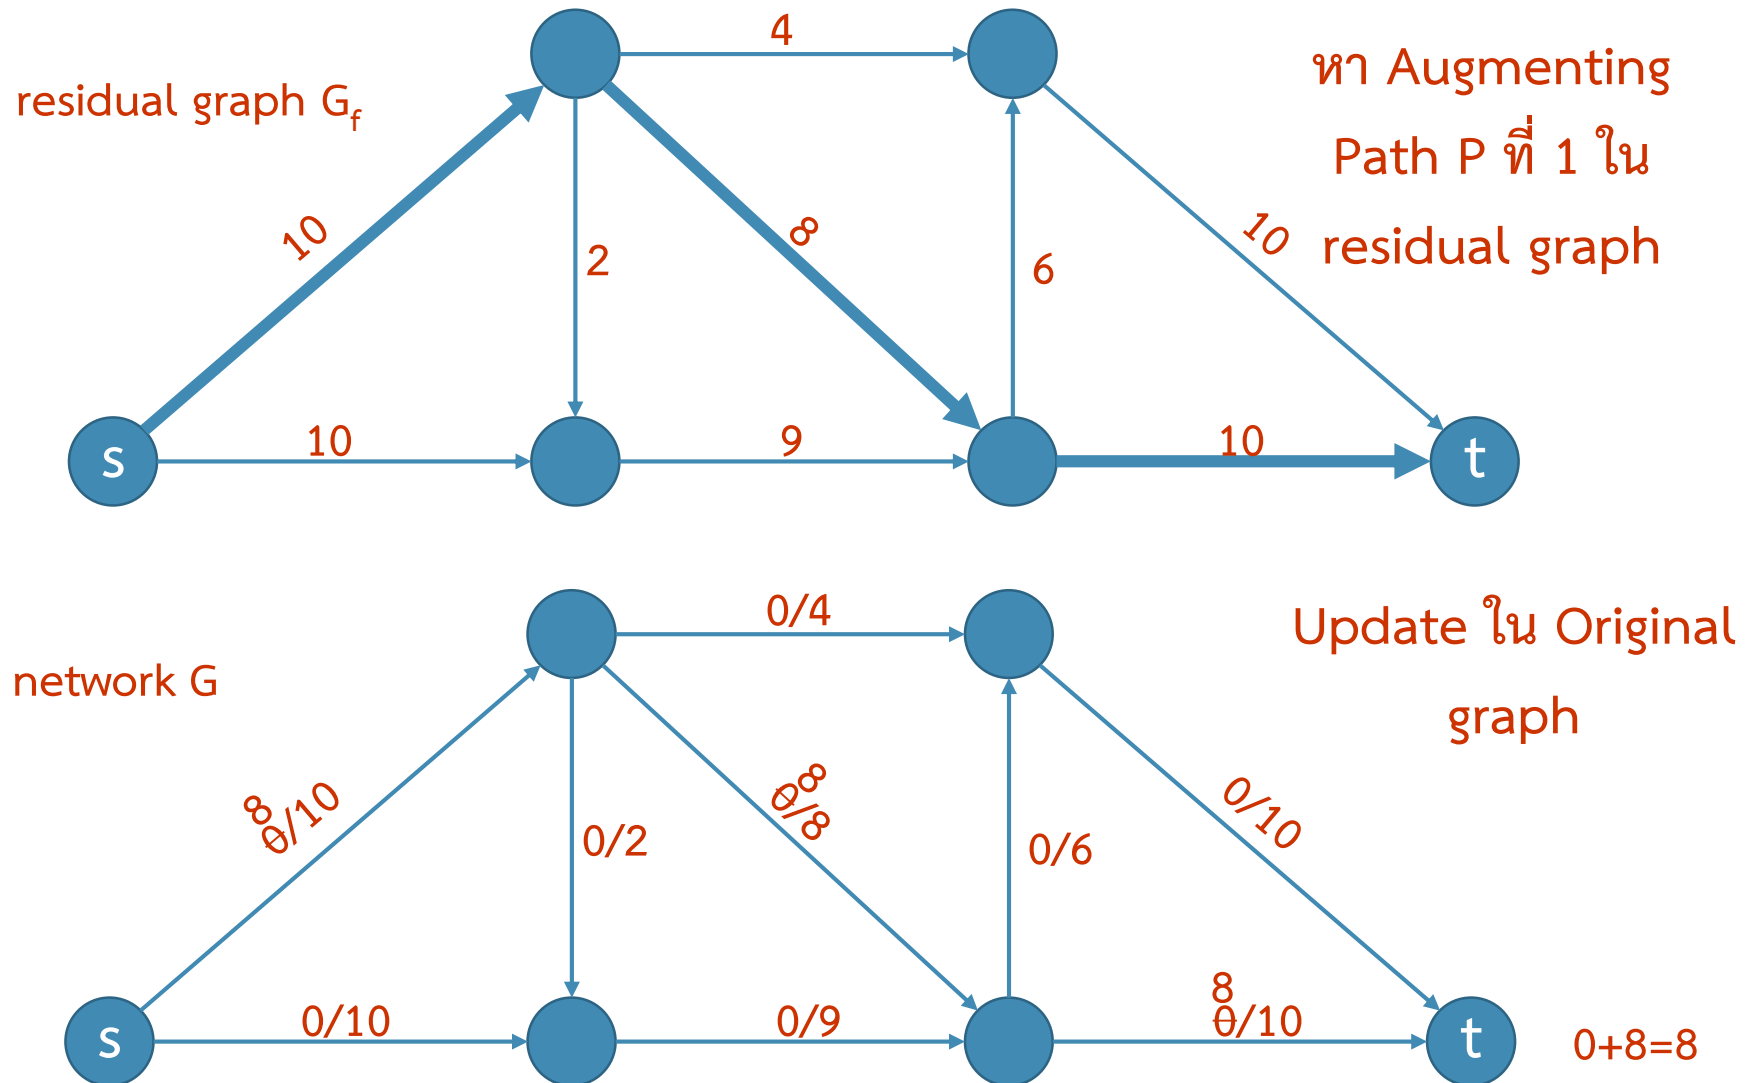 4
residual graph Gf
หา Augmenting
Path P ที่ 1 ใน
residual graph
10
8
2
6
10
s
10
9
10
t
0/4
network G
Update ใน Original
graph
8
0/10
8
0/8
0/2
0/6
0/10
s
0/10
0/9
8
0/10
t
0+8=8